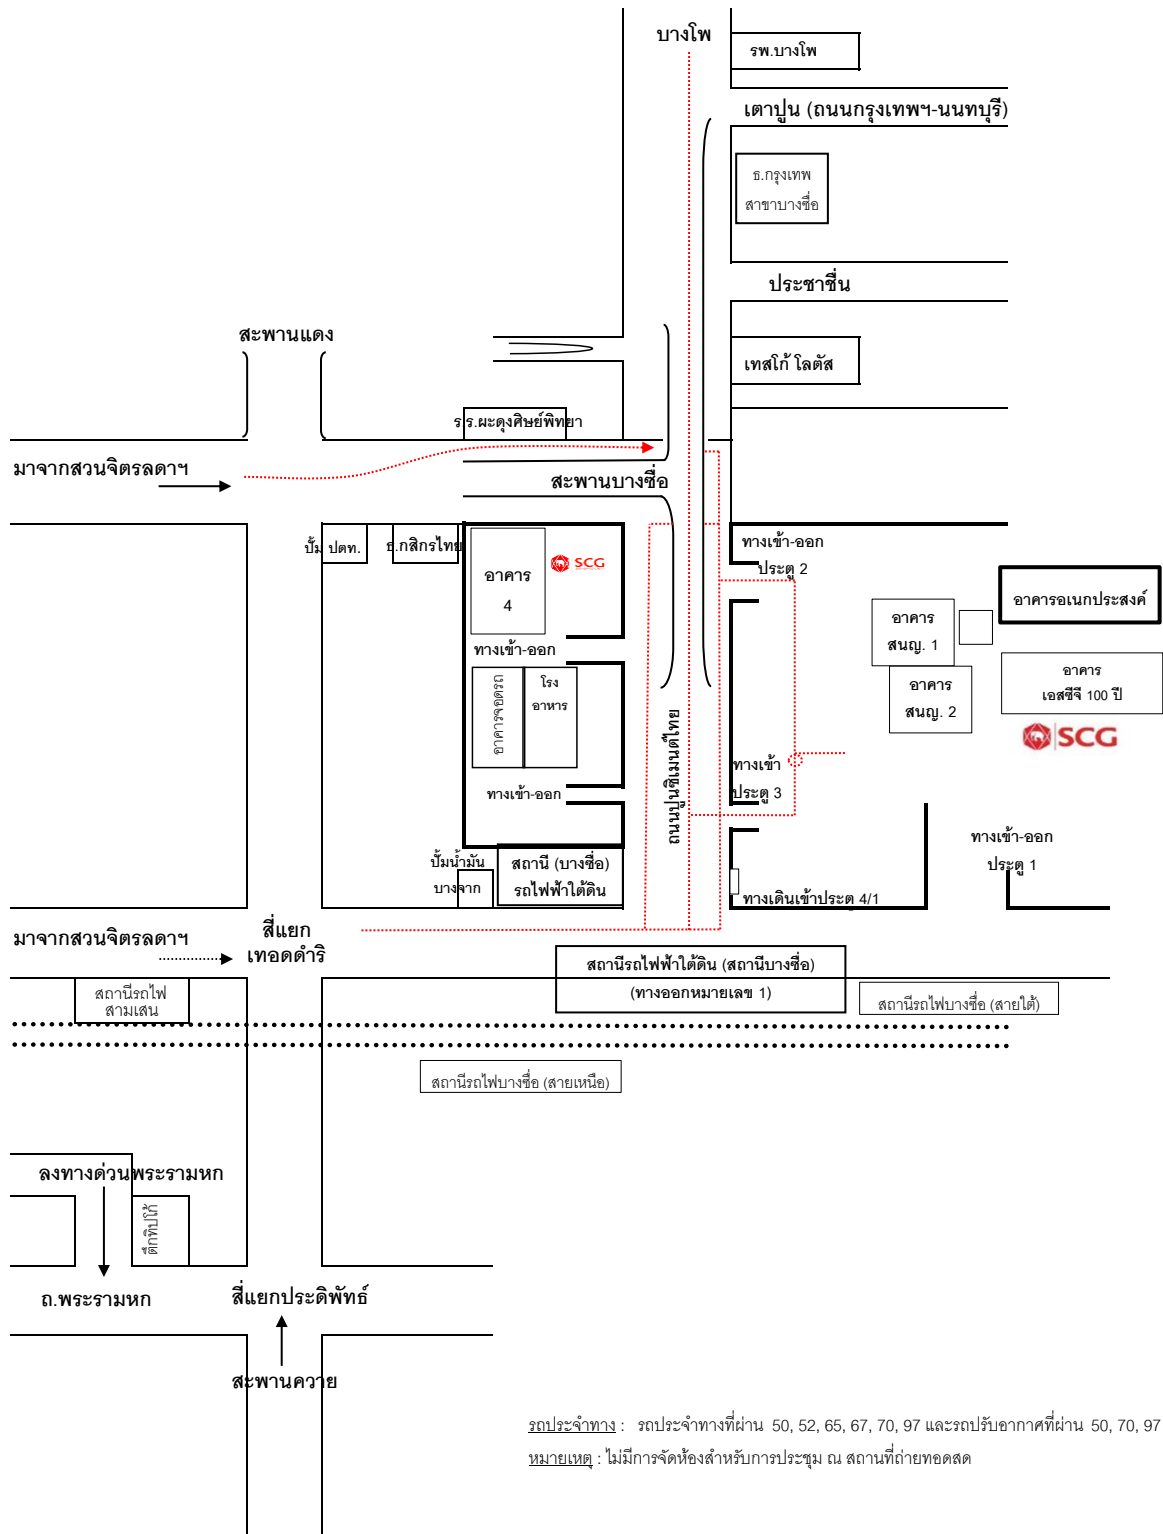 บางโพ
รพ.บางโพ
เตาปูน (ถนนกรุงเทพฯ-นนทบุรี)
ธ.กรุงเทพ
สาขาบางซื่อ
ประชาชื่น
สะพานแดง
เทสโก้ โลตัส
ร.ร.ผะดุงศิษย์พิทยา
มาจากสวนจิตรลดาฯ
สะพานบางซื่อ
ปั๊ม ปตท.
ธ.กสิกรไทย
อาคาร
4
SCG
ทางเข้า-ออก
ประตู 2
อาคารอเนกประสงค์
อาคาร
สนญ. 1
ทางเข้า-ออก
อาคารจอดรถ
โรง
อาหาร
อาคาร
สนญ. 2
อาคาร
เอสซีจี 100 ปี
SCG
ถนนปูนซิเมนต์ไทย
ทางเข้า
ประตู 3
ทางเข้า-ออก
ทางเข้า-ออก
ประตู 1
ปั๊มน้ำมัน
บางจาก
สถานี (บางซื่อ)
รถไฟฟ้าใต้ดิน
ทางเดินเข้าประตู 4/1
มาจากสวนจิตรลดาฯ
สี่แยก
เทอดดำริ
สถานีรถไฟฟ้าใต้ดิน (สถานีบางซื่อ)
(ทางออกหมายเลข 1)
สถานีรถไฟ
สามเสน
สถานีรถไฟบางซื่อ (สายใต้)
สถานีรถไฟบางซื่อ (สายเหนือ)
ลงทางด่วนพระรามหก
ตึกทิปโก้
ถ.พระรามหก
สี่แยกประดิพัทธ์
สะพานควาย
รถประจำทาง : รถประจำทางที่ผ่าน 50, 52, 65, 67, 70, 97 และรถปรับอากาศที่ผ่าน 50, 70, 97
หมายเหตุ : ไม่มีการจัดห้องสำหรับการประชุม ณ สถานที่ถ่ายทอดสด